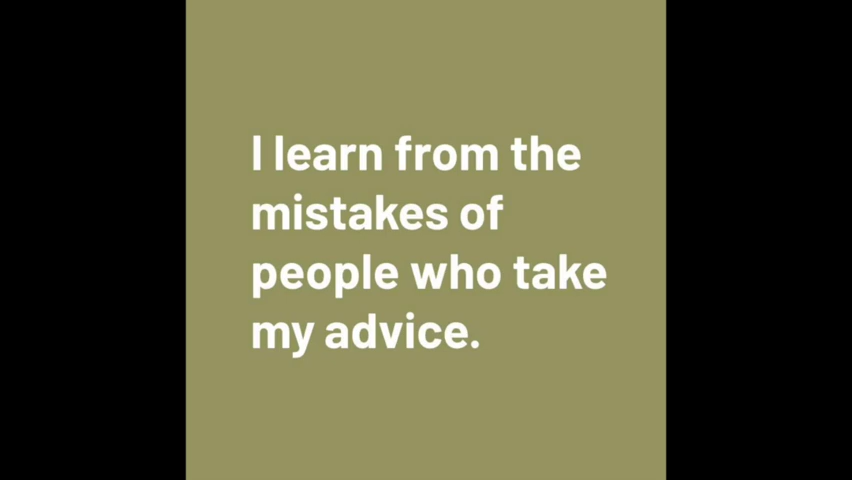 I learn from the
mistakes of
people who take
my advice.